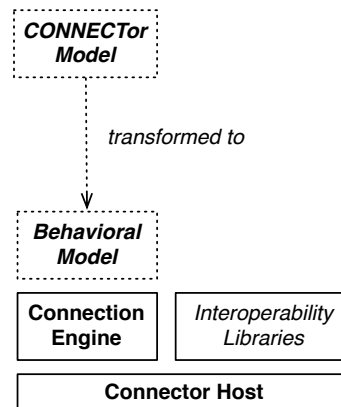 CONNECTor
Model
transformed to
Behavioral
Model
Connection
Engine
Interoperability
Libraries
Connector Host